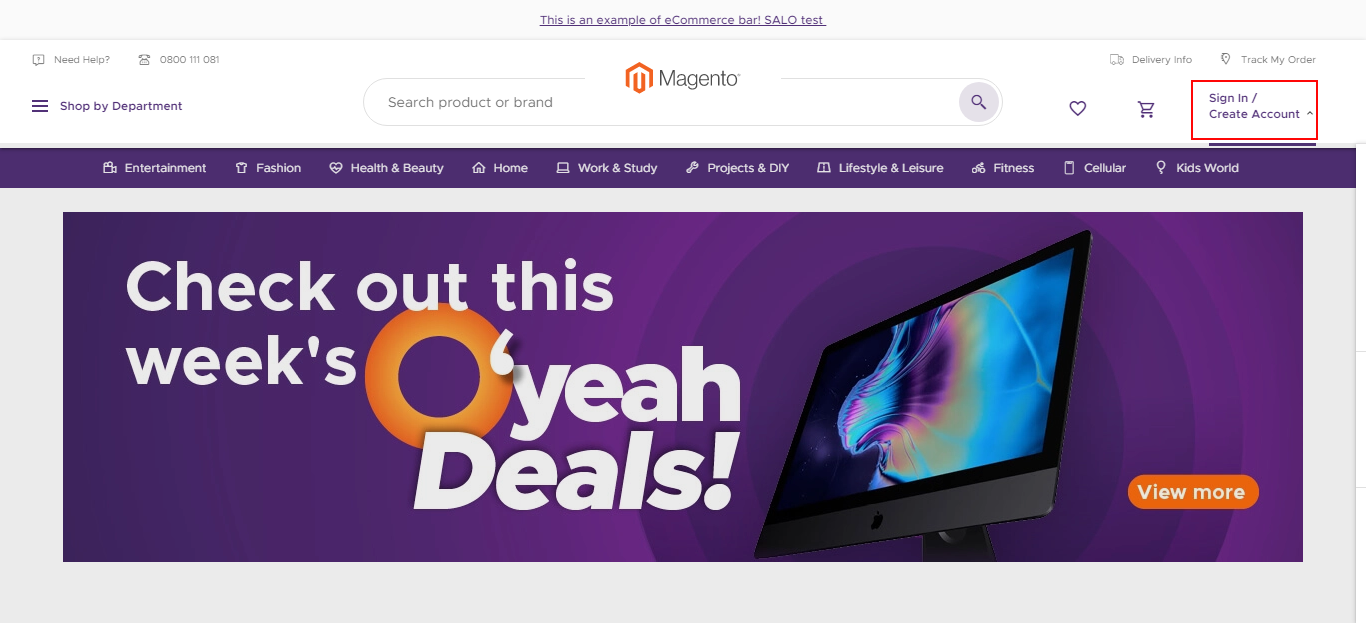 This is an example of eCommerce bar! SALO test
Need Help?
0800 111 081
Magento
Delivery Info
Track My Order
Shop by Department
Search product or brand
Sign In /
Create Account
Entertainment
Fashion
Health & Beauty
Home
Work & Study
Projects & DIY
Lifestyle & Leisure
Fitness
Cellular
Kids World
Check out this
week's
O'yeah
Deals!
View more